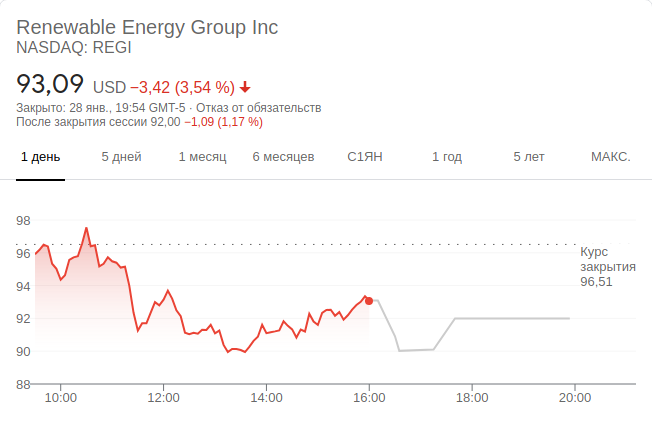 Renewable Energy Group Inc
NASDAQ: REGI
93,09 USD −3,42 (3,54 %)
Закрыто: 28 янв., 19:54 GMT-5 · Отказ от обязательств
После закрытия сессии 92,00 −1,09 (1,17 %)
1 день 5 дней 1 месяц 6 месяцев С1ЯН 1 год 5 лет МАКС.
98
96
94
92
90
88
Курс
закрытия
96,51
10:00 12:00 14:00 16:00 18:00 20:00